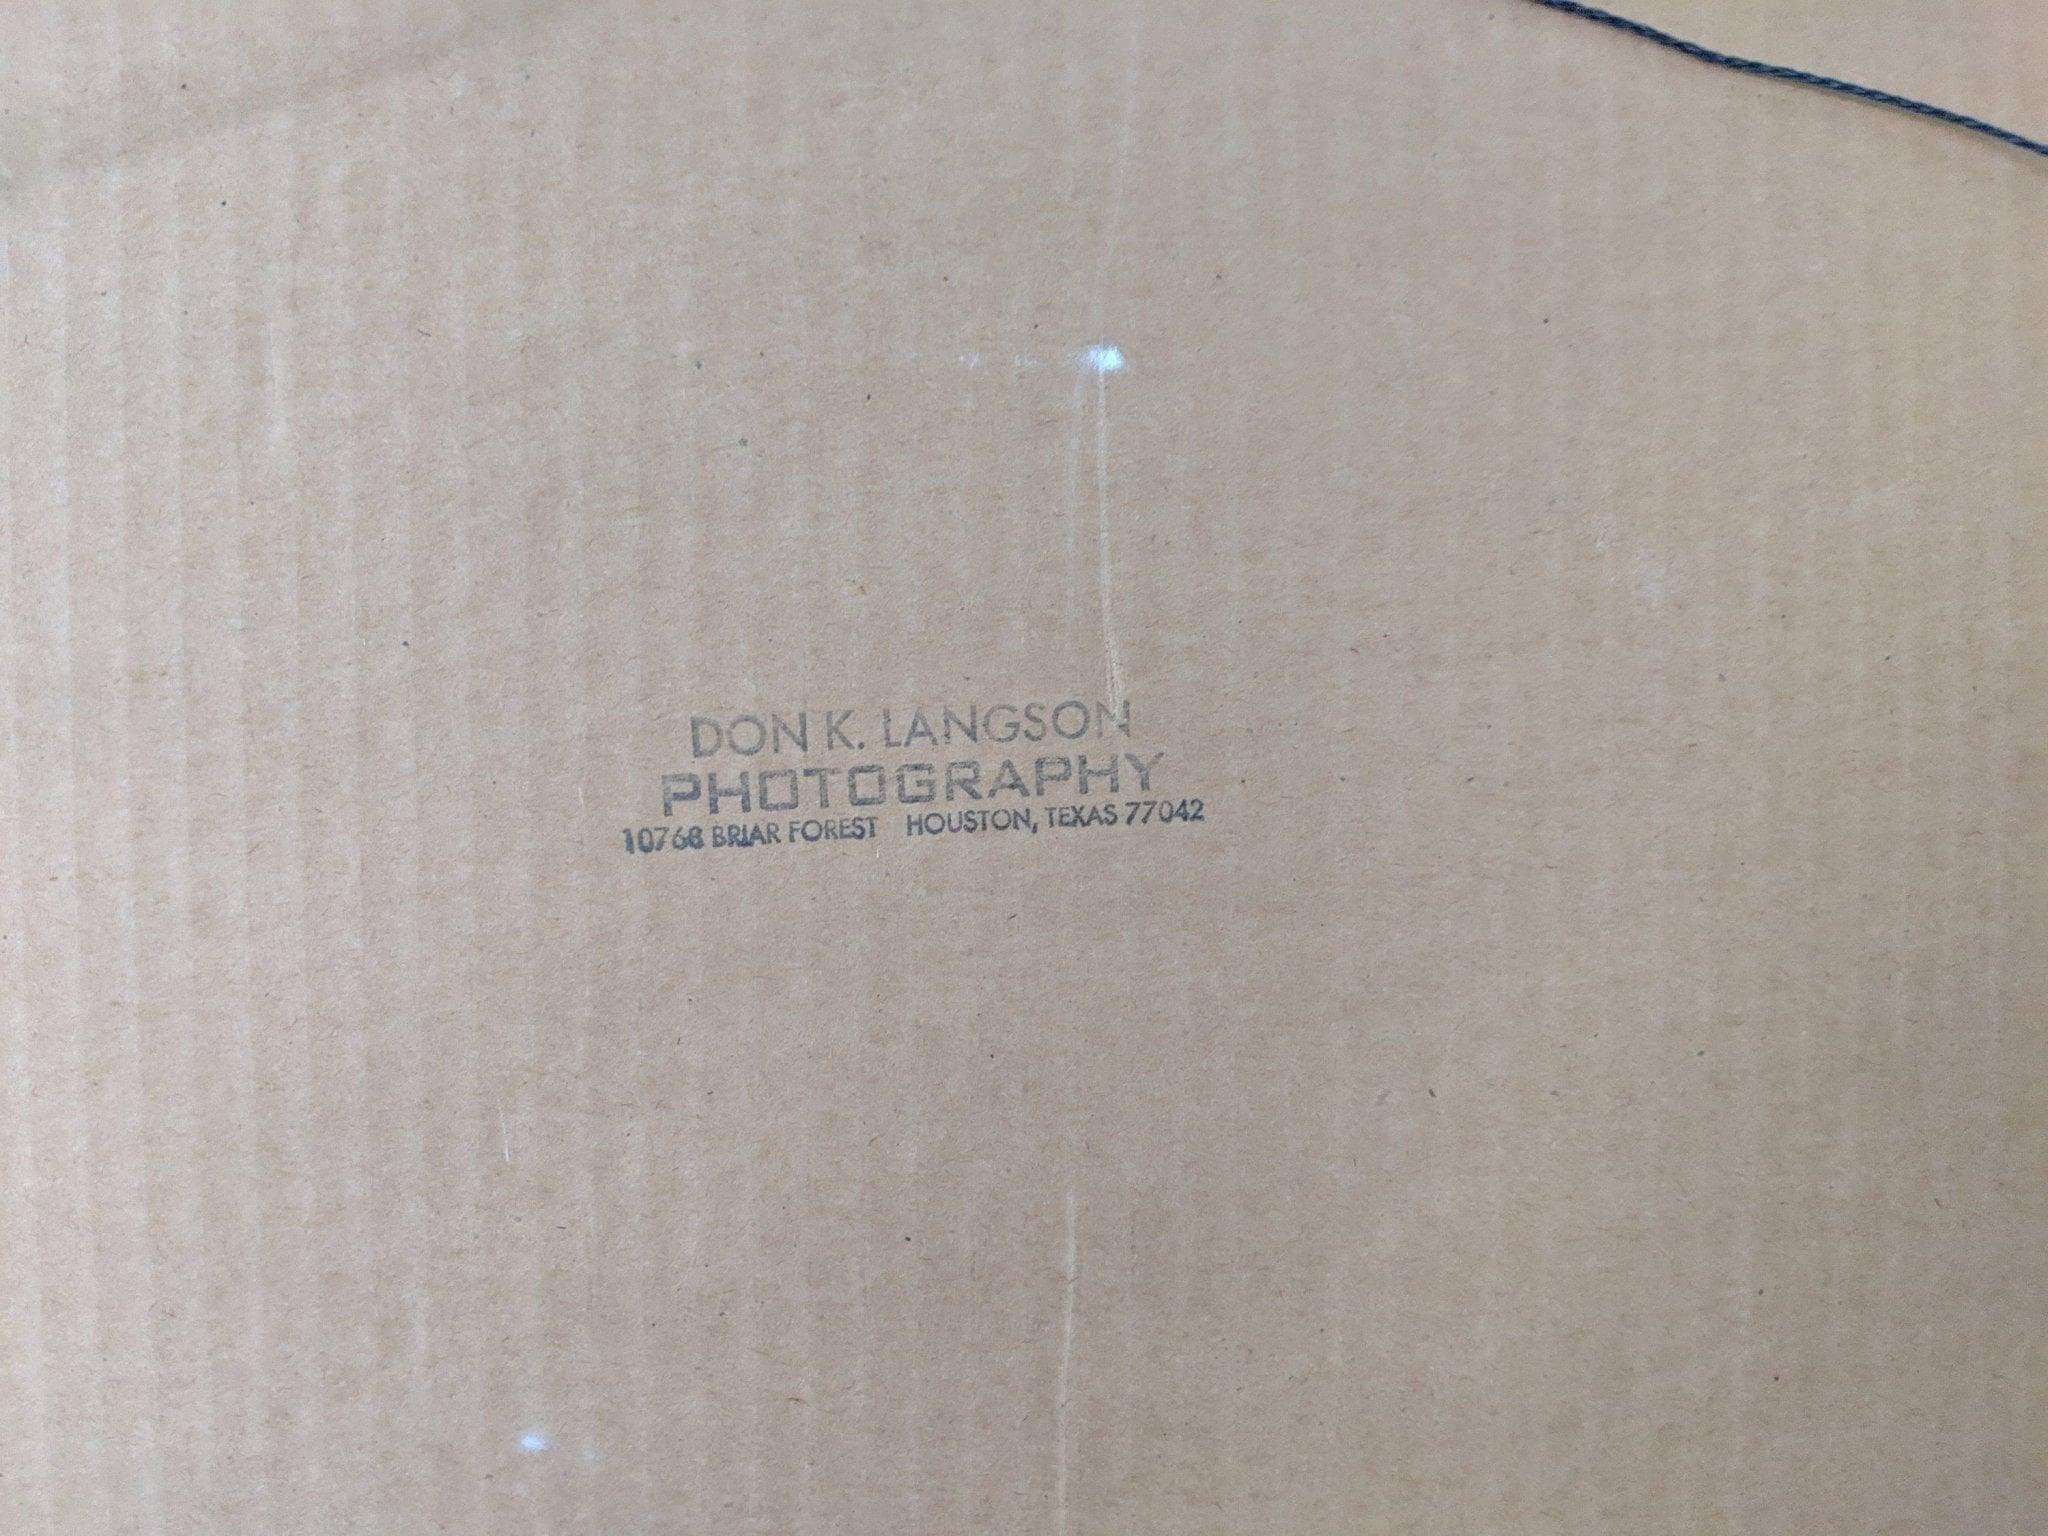 DON K. LANGSON
PHOTOGRAPHY
10768 BRIAR FOREST HOUSTON, TEXAS 77042